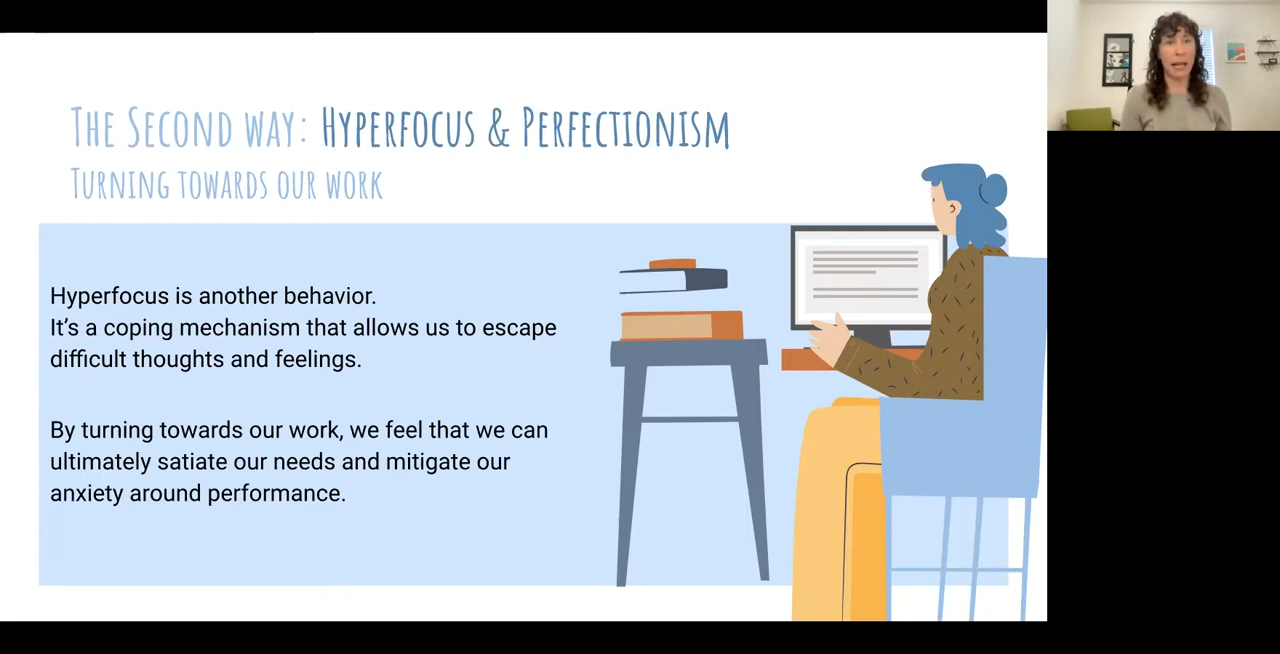 The Second way: Hyperfocus & Perfectionism
Turning towards our work
Hyperfocus is another behavior.
It’s a coping mechanism that allows us to escape
difficult thoughts and feelings.
By turning towards our work, we feel that we can
ultimately satiate our needs and mitigate our
anxiety around performance.